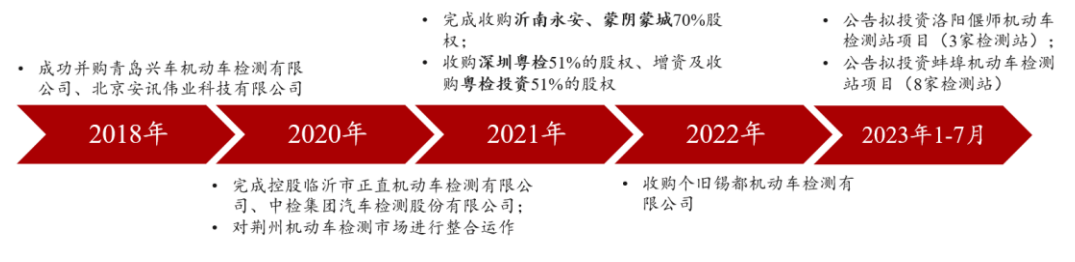 • 成功并购青岛兴车机动车检测有限
公司、北京安讯伟业科技有限公司
• 完成收购沂南永安、蒙阴蒙城70%股
权；
• 收购深圳粤检51%的股权、增资及收
购粤检投资51%的股权
• 公告拟投资洛阳偃师机动车
检测站项目（3家检测站）；
• 公告拟投资蚌埠机动车检测
站项目（8家检测站）
2018年
2020年
2021年
2022年
2023年1-7月
• 完成控股临沂市正直机动车检测有限公
司、中检集团汽车检测股份有限公司；
• 对荆州机动车检测市场进行整合运作
• 收购个旧锡都机动车检测有
限公司